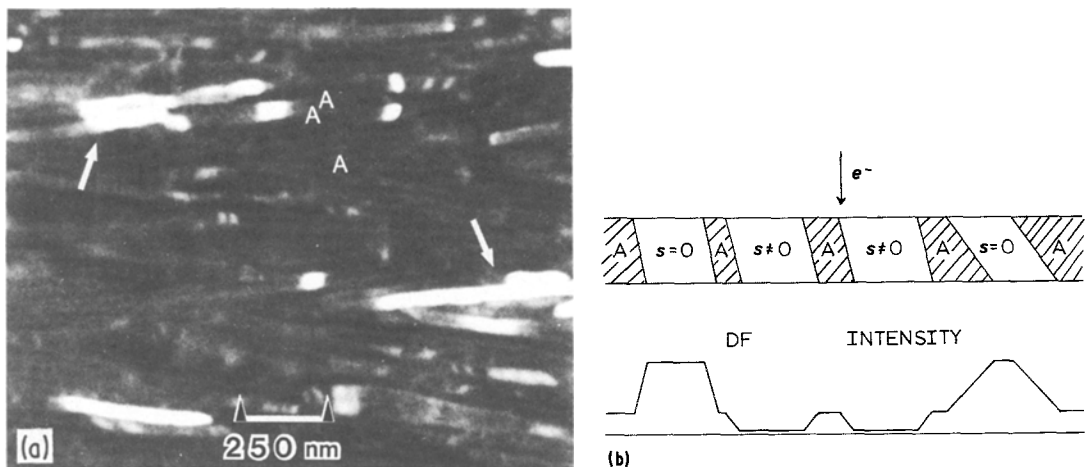 A
A
A
250 nm
(a)
e⁻
A s=0 A s≠0 A s≠0 A s=0 A
DF INTENSITY
(b)